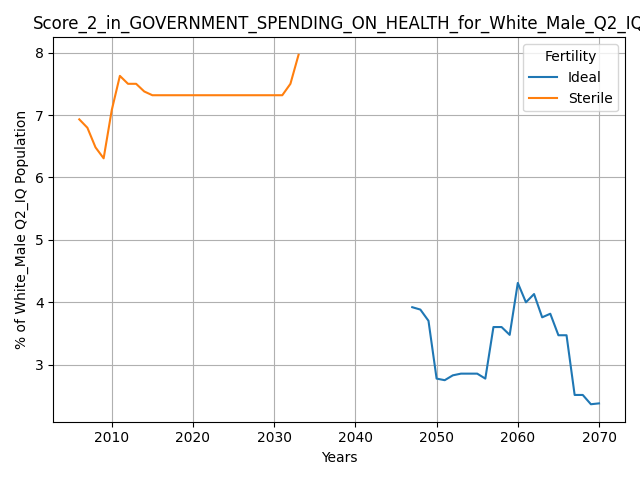 Score_2_in_GOVERNMENT_SPENDING_ON_HEALTH_for_White_Male_Q2_IQ
Fertility
Ideal
Sterile
% of White_Male Q2_IQ Population
8
7
6
5
4
3
2010 2020 2030 2040 2050 2060 2070
Years